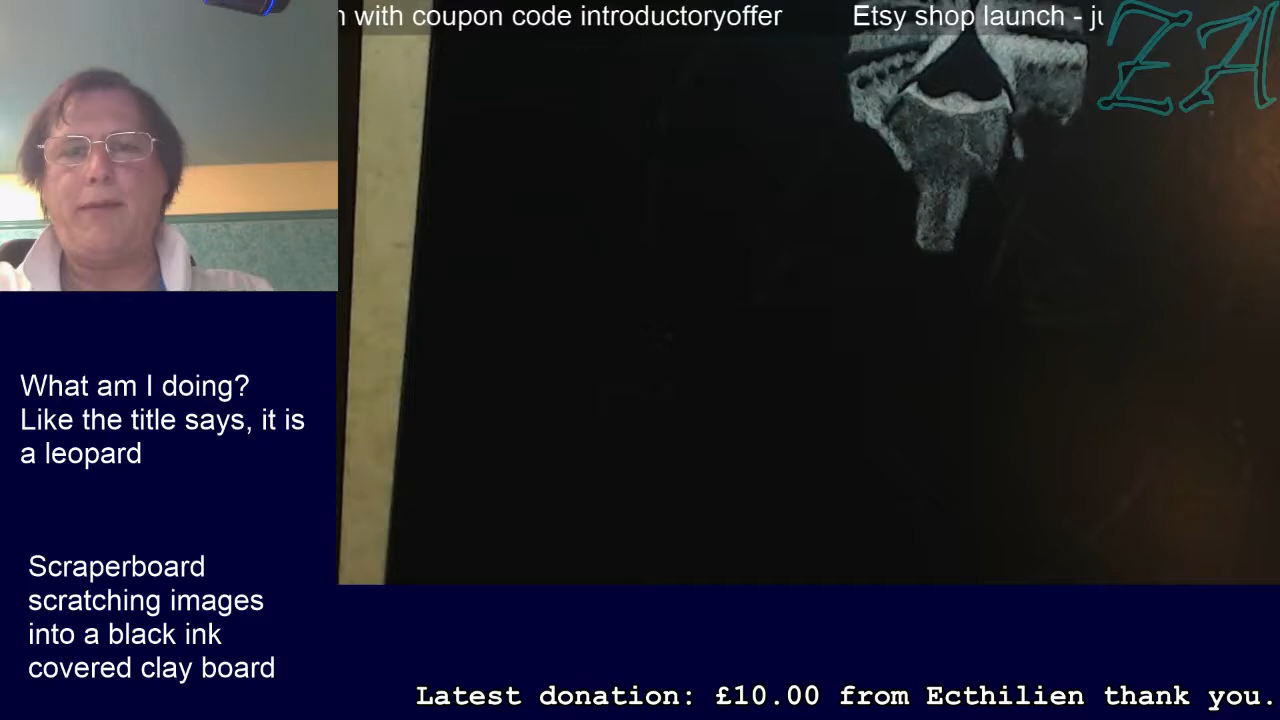 with coupon code introductoryoffer Etsy shop launch -
ZA
What am I doing?
Like the title says, it is
a leopard
Scraperboard
scratching images
into a black ink
covered clay board
Latest donation: £10.00 from Ecthilien thank you.